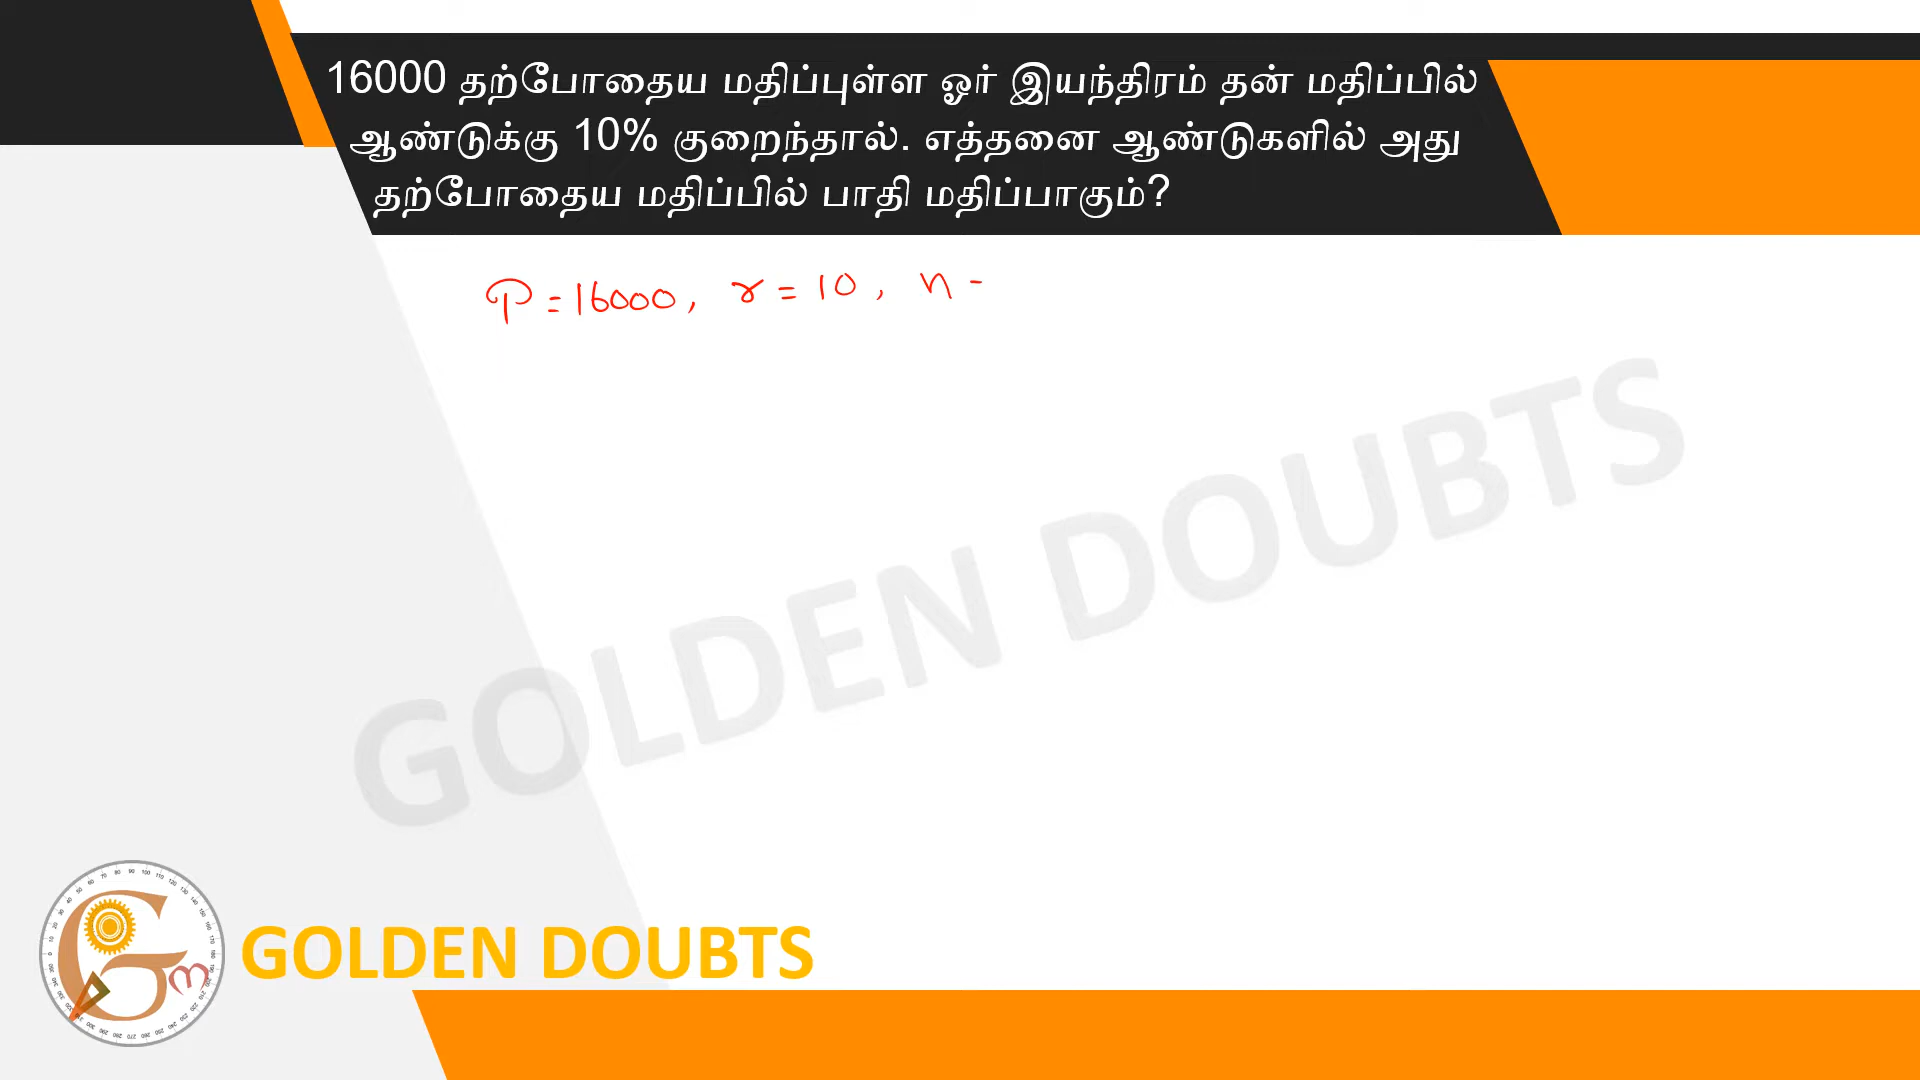 16000 தற்போதைய மதிப்புள்ள ஓர் இயந்திரம் தன் மதிப்பில்
ஆண்டுக்கு 10% குறைந்தால். எத்தனை ஆண்டுகளில் அது
தற்போதைய மதிப்பில் பாதி மதிப்பாகும்?
P = 16000, r = 10, n -
GOLDEN DOUBTS
GOLDEN DOUBTS